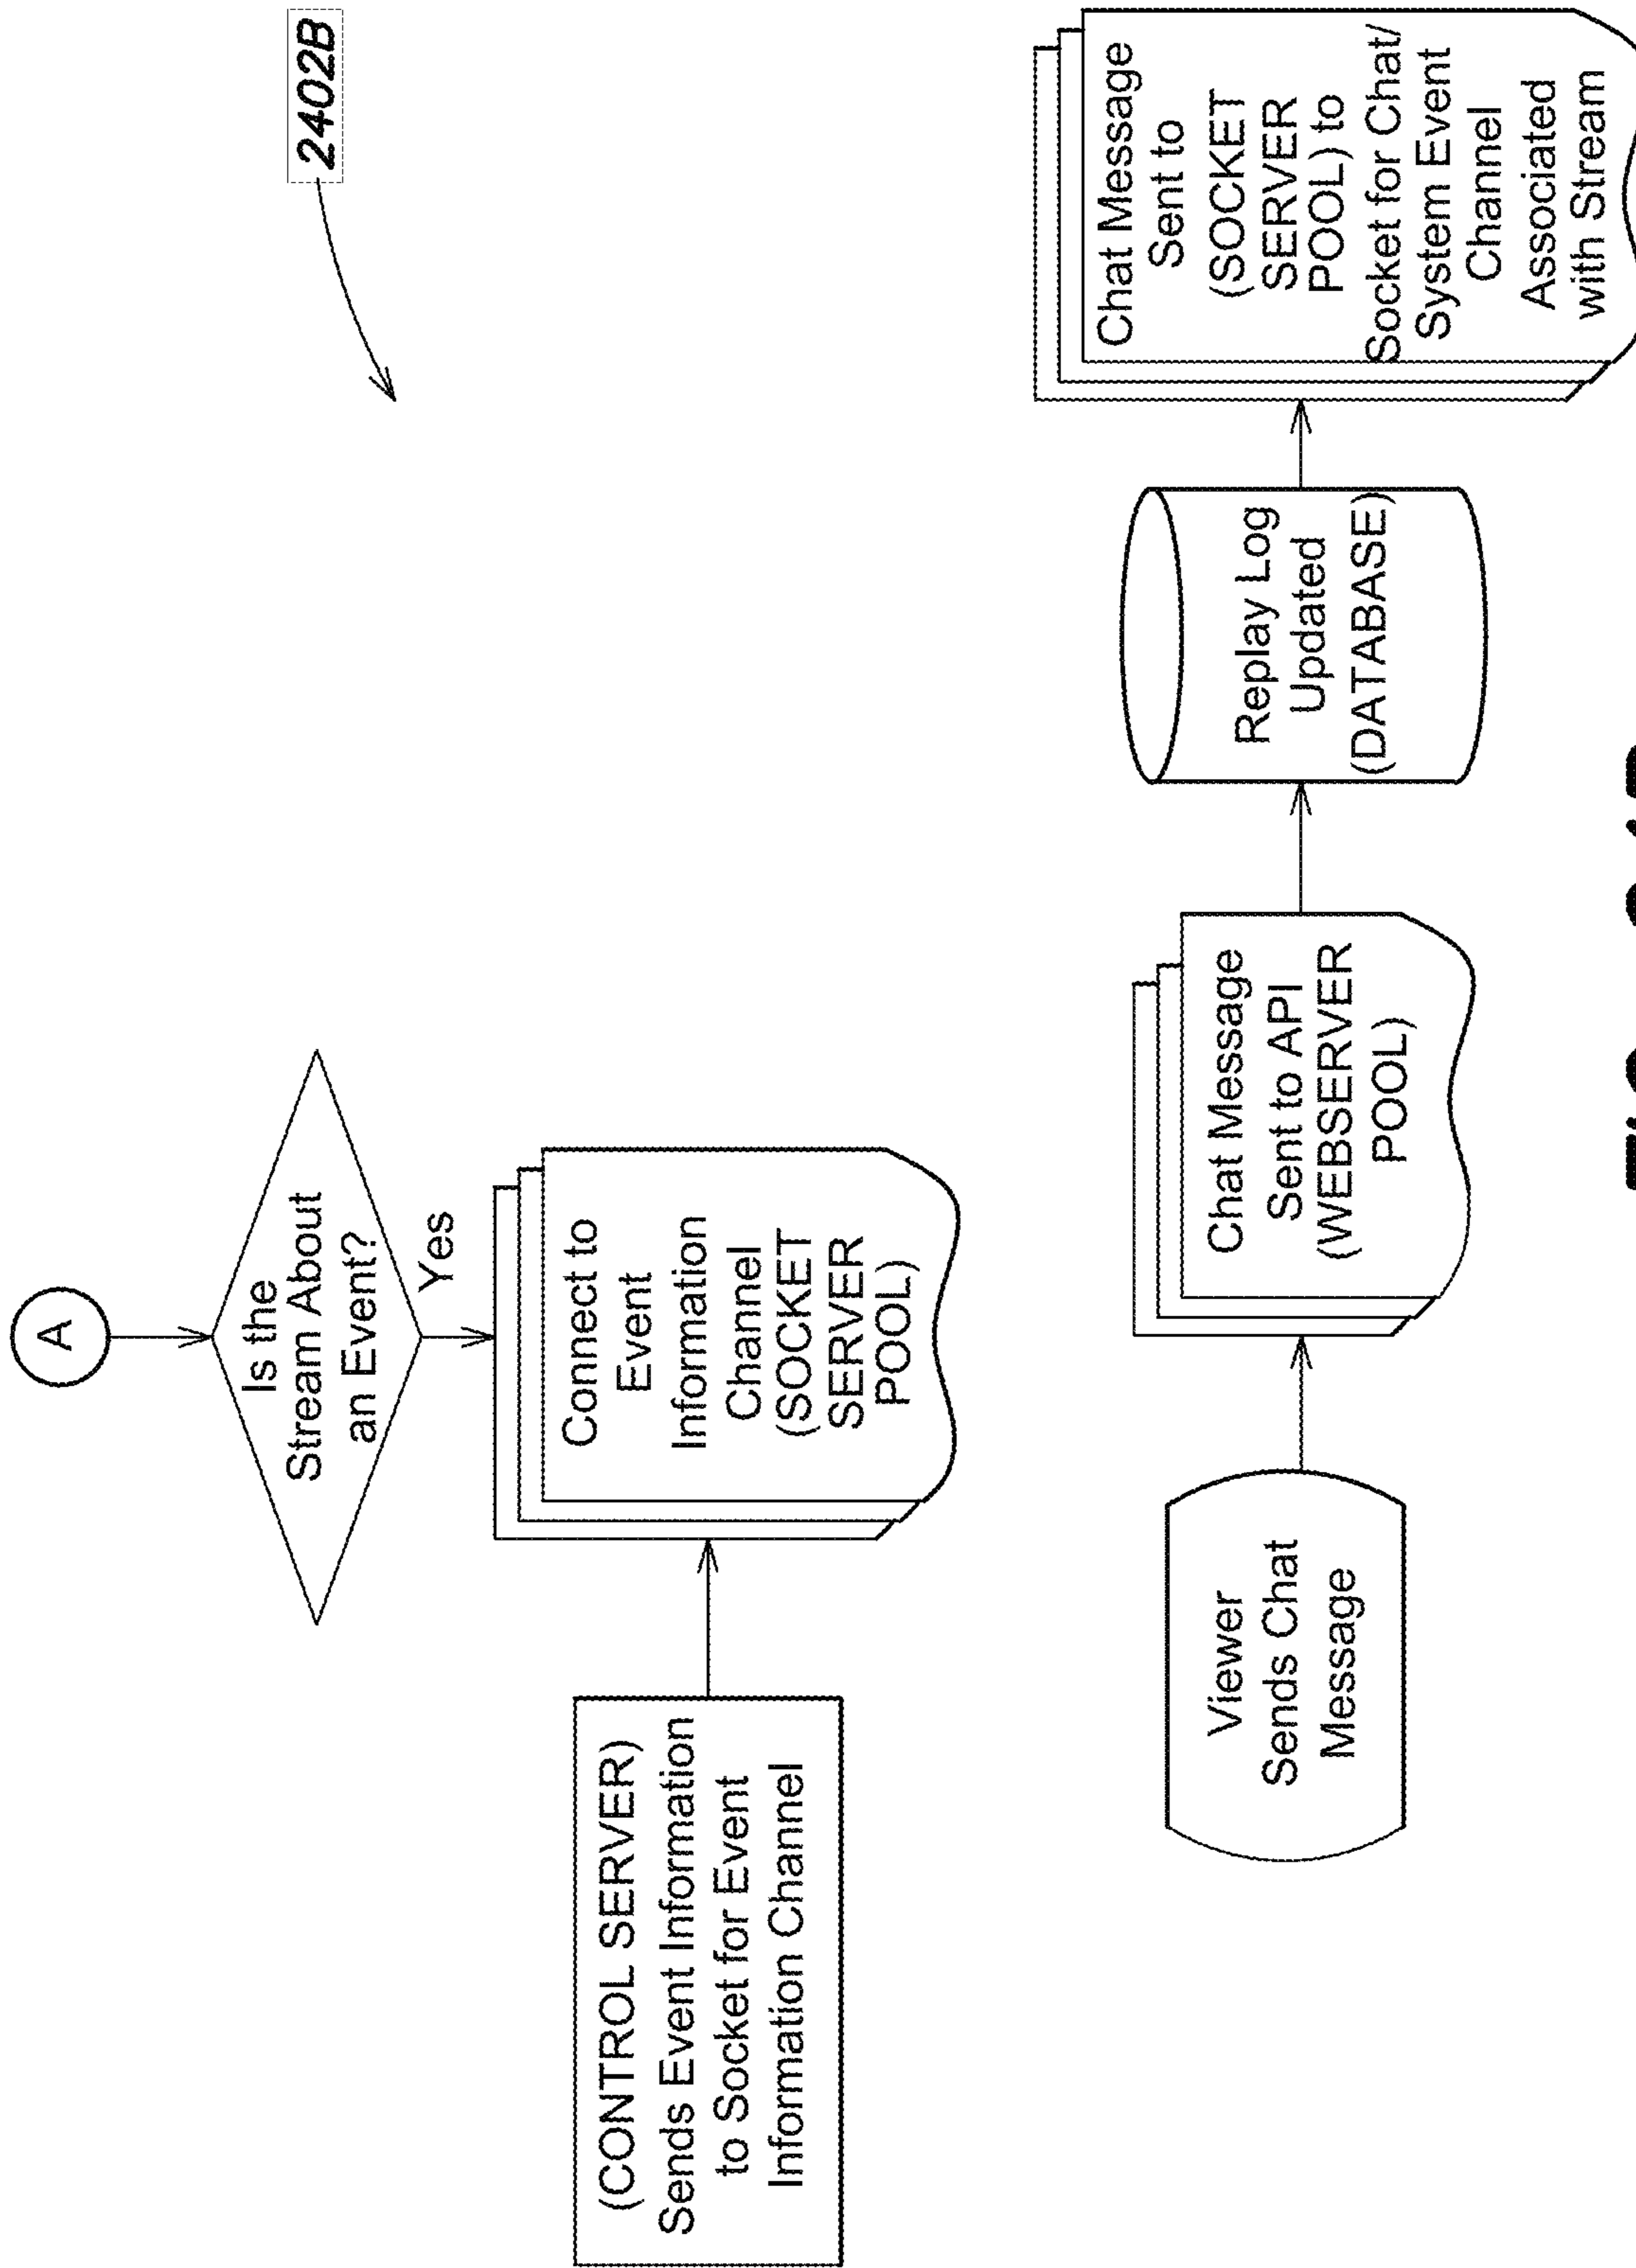 2402B
A
Is the
Stream About
an Event?
Yes
(CONTROL SERVER)
Sends Event Information
to Socket for Event
Information Channel
Connect to
Event
Information
Channel
(SOCKET
SERVER
POOL)
Viewer
Sends Chat
Message
Chat Message
Sent to API
(WEBSERVER
POOL)
Replay Log
Updated
(DATABASE)
Chat Message
Sent to
(SOCKET
SERVER
POOL) to
Socket for Chat/
System Event
Channel
Associated
with Stream